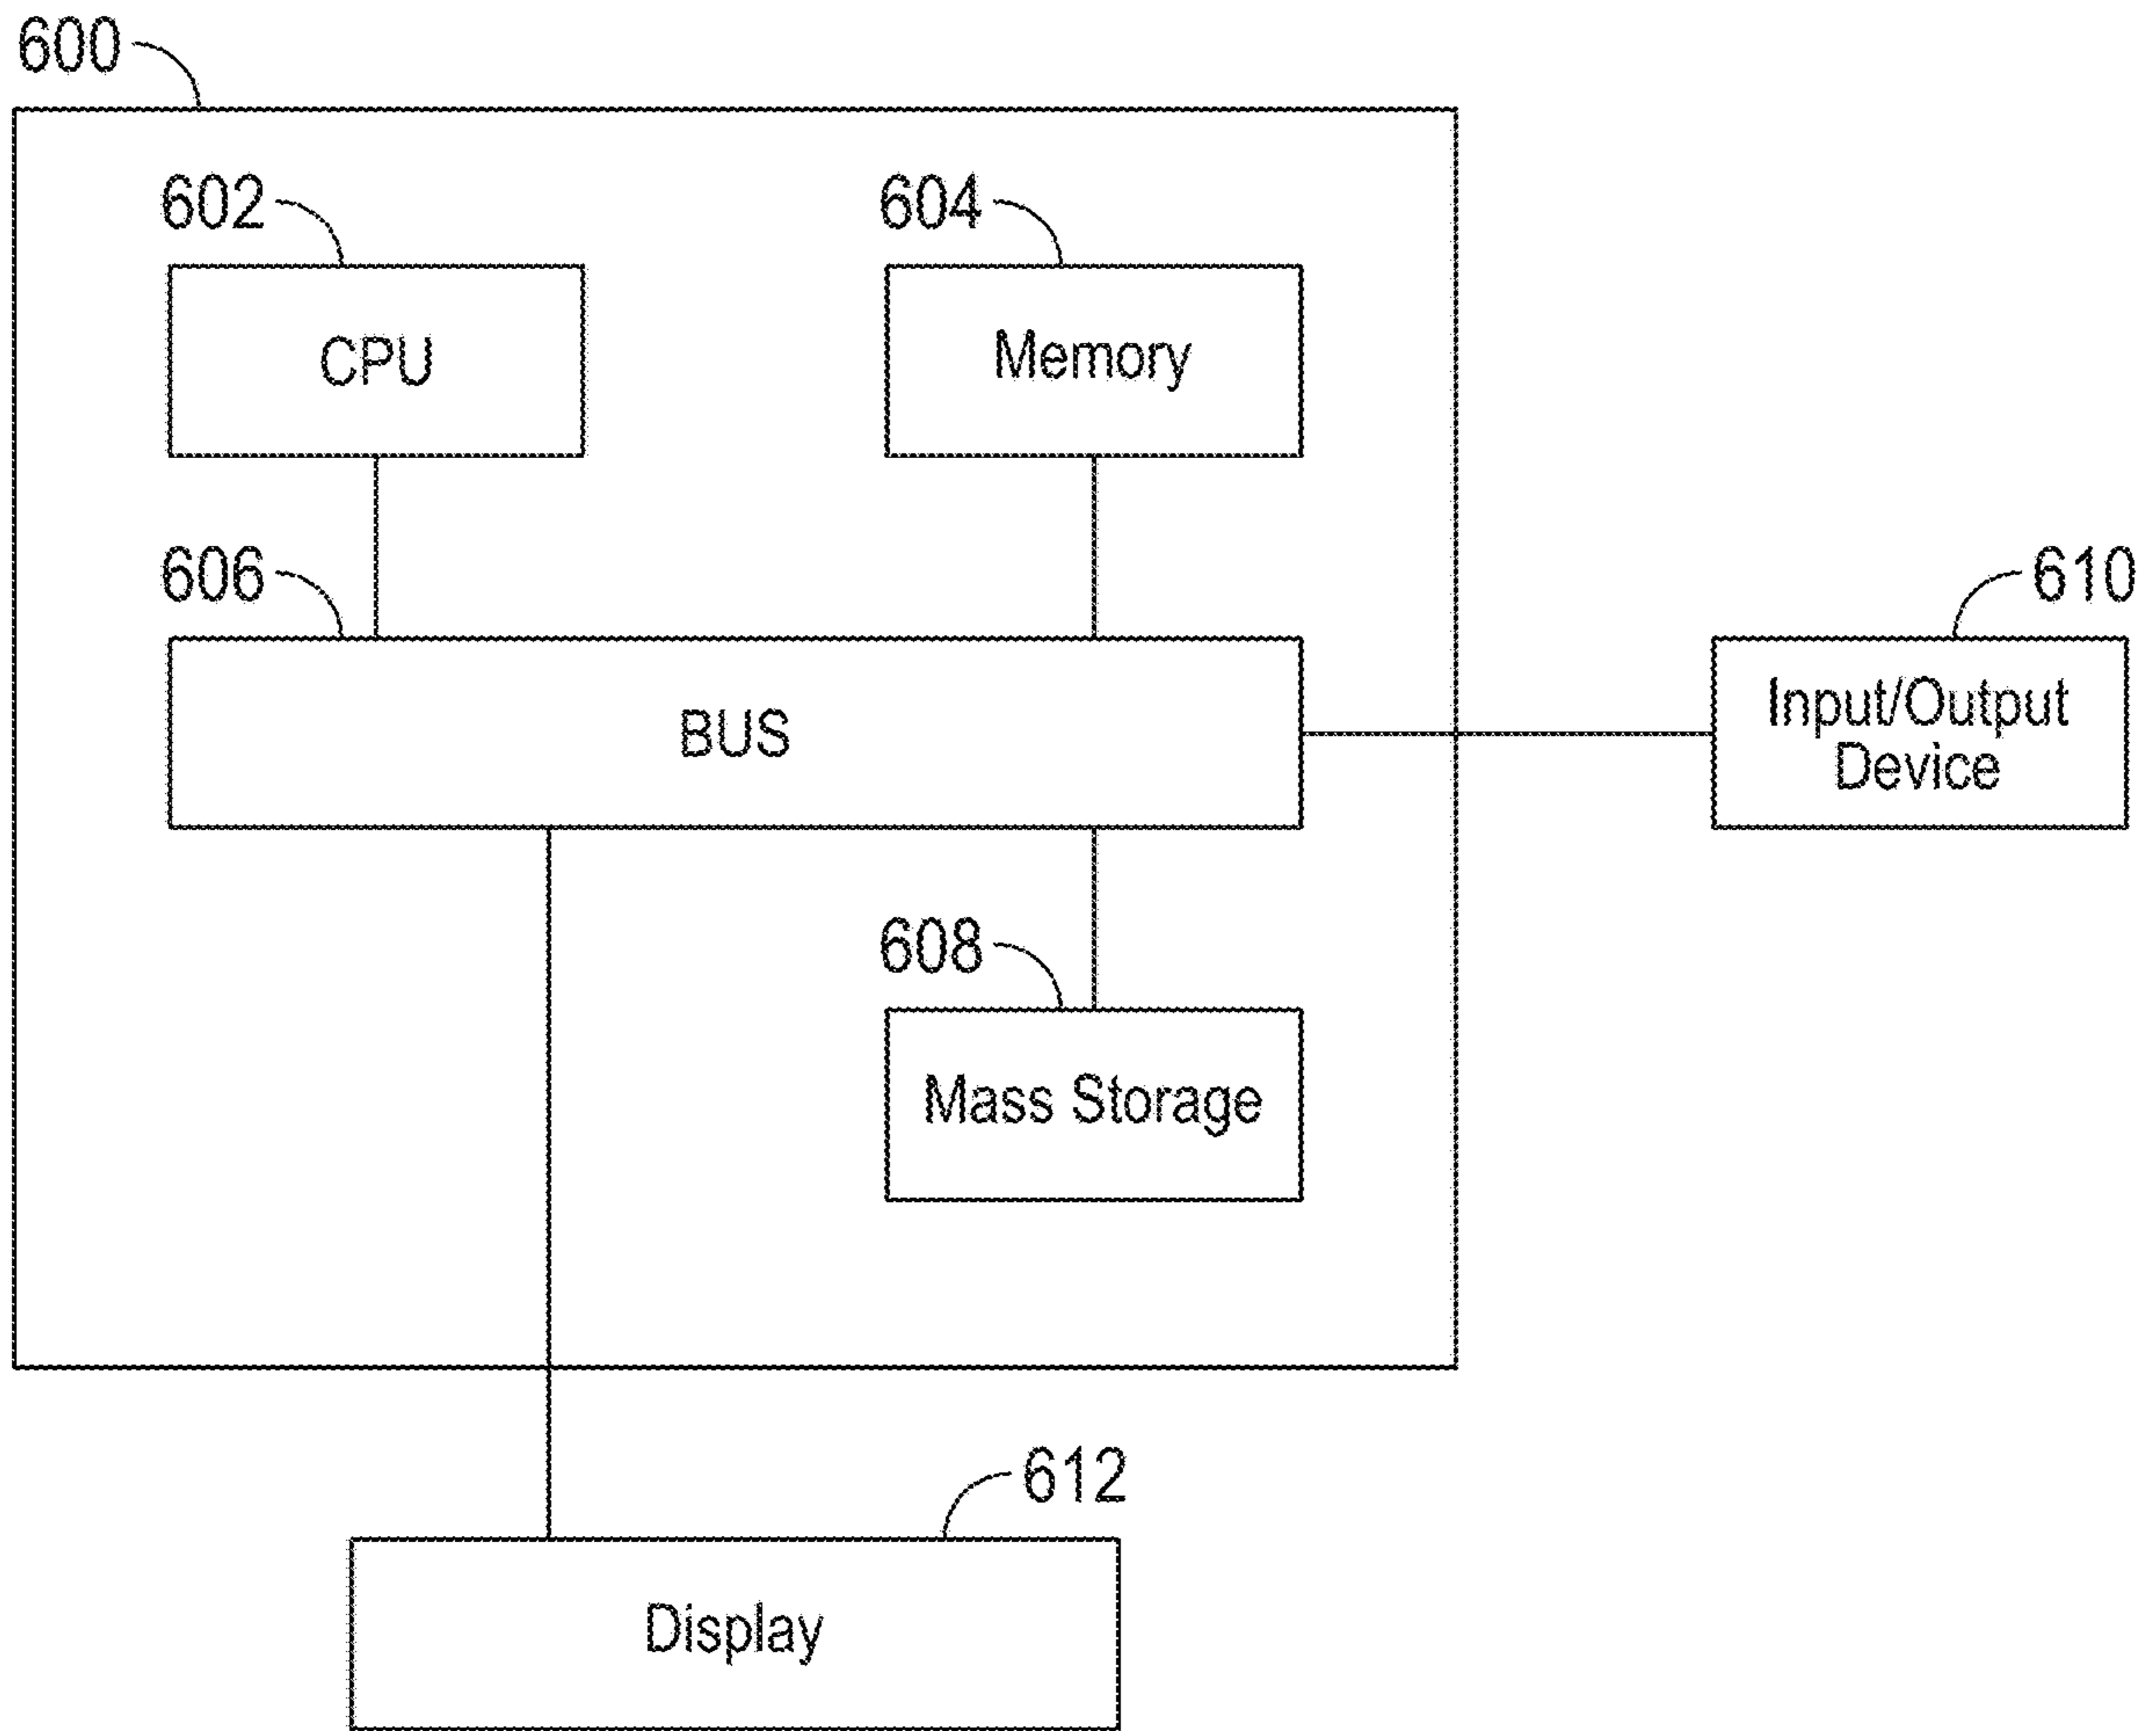 600
602
604
CPU
Memory
606
610
BUS
Input/Output
Device
608
Mass Storage
612
Display